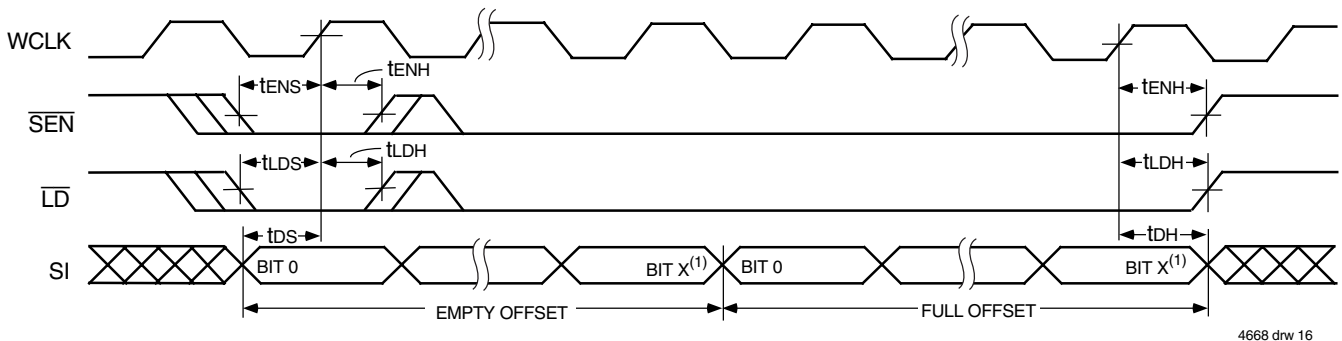 WCLK
tENH
tENS
tENH
SEN
tLDH
tLDS
tLDH
LD
tDS
tDH
SI
BIT 0
BIT X(1)
BIT 0
BIT X(1)
EMPTY OFFSET
FULL OFFSET
4668 drw 16